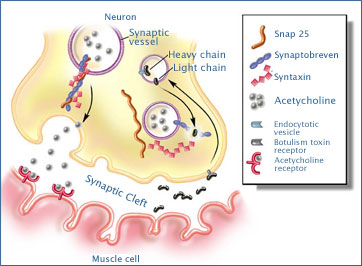 Neuron
Synaptic
vessel
Heavy chain
Light chain
Synaptic Cleft
Muscle cell
Snap 25
Synaptobreven
Syntaxin
Acetycholine
Endocytotic
vesicle
Botulism toxin
receptor
Acetycholine
receptor